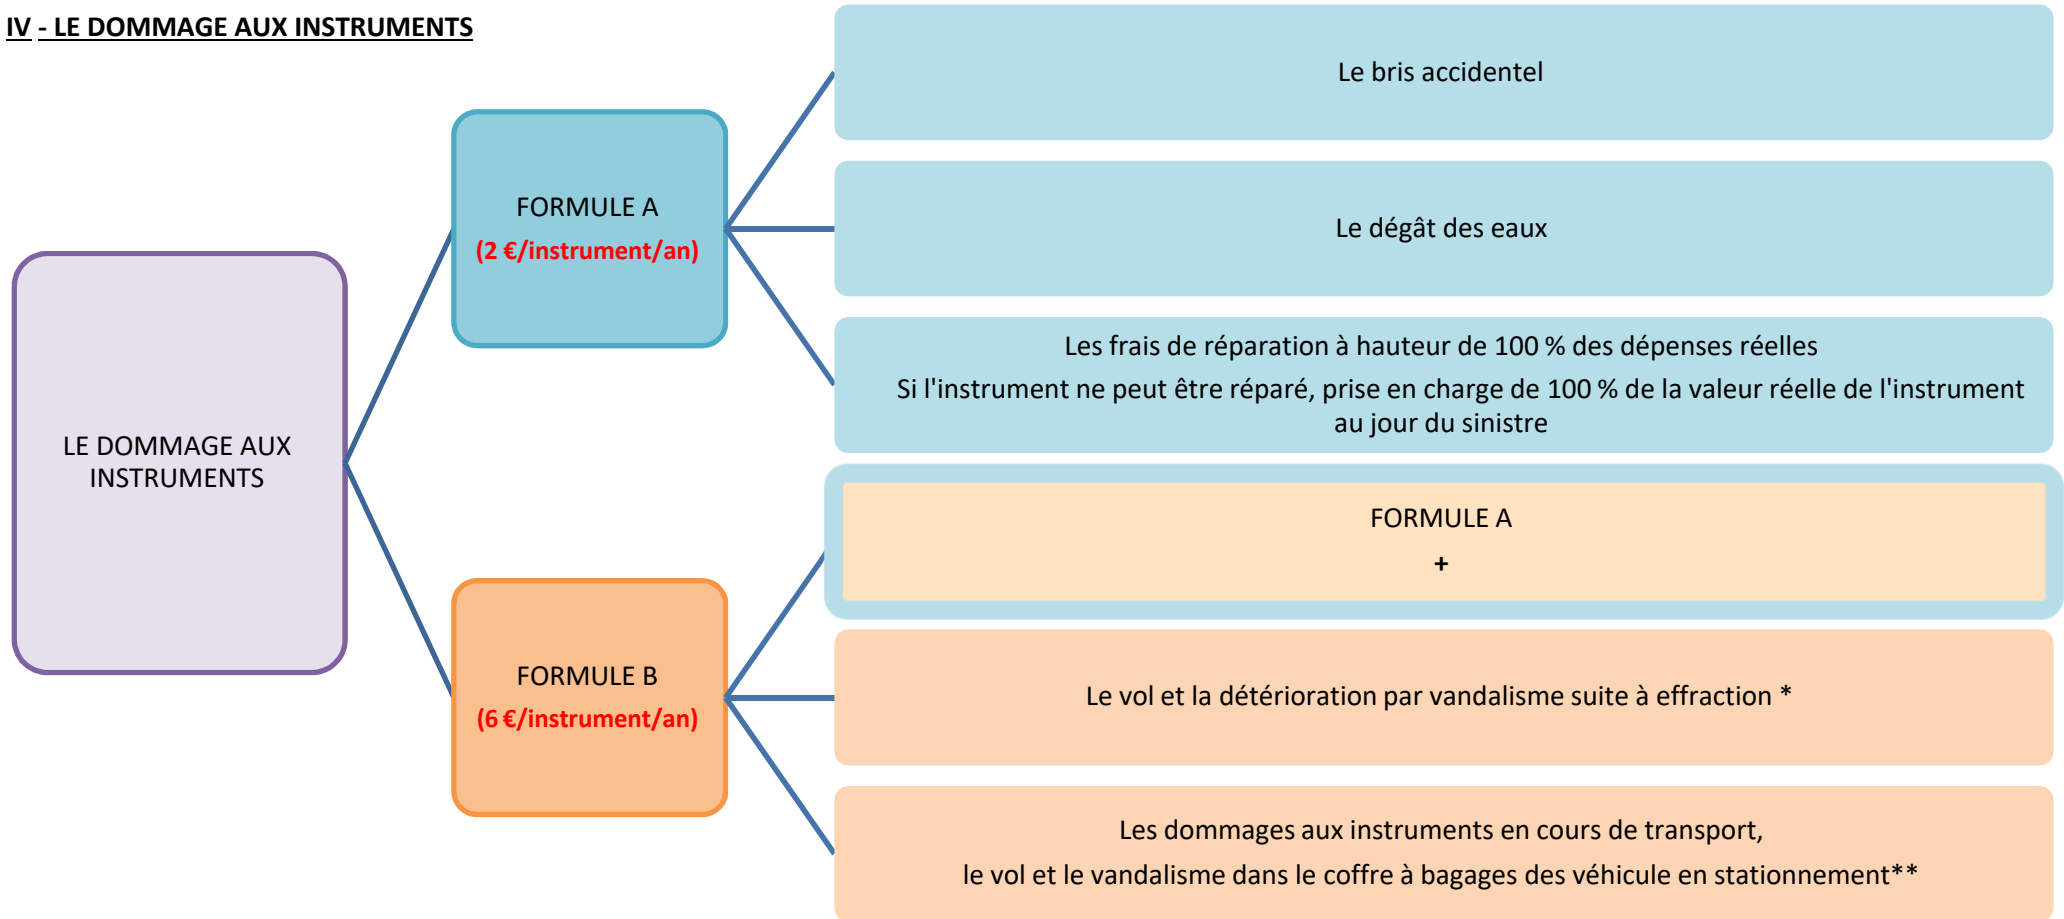 IV - LE DOMMAGE AUX INSTRUMENTS
LE DOMMAGE AUX
INSTRUMENTS
FORMULE A
(2 €/instrument/an)
Le bris accidentel
Le dégât des eaux
Les frais de réparation à hauteur de 100 % des dépenses réelles
Si l'instrument ne peut être réparé, prise en charge de 100 % de la valeur réelle de l'instrument
au jour du sinistre
FORMULE B
(6 €/instrument/an)
FORMULE A
+
Le vol et la détérioration par vandalisme suite à effraction *
Les dommages aux instruments en cours de transport,
le vol et le vandalisme dans le coffre à bagages des véhicule en stationnement**